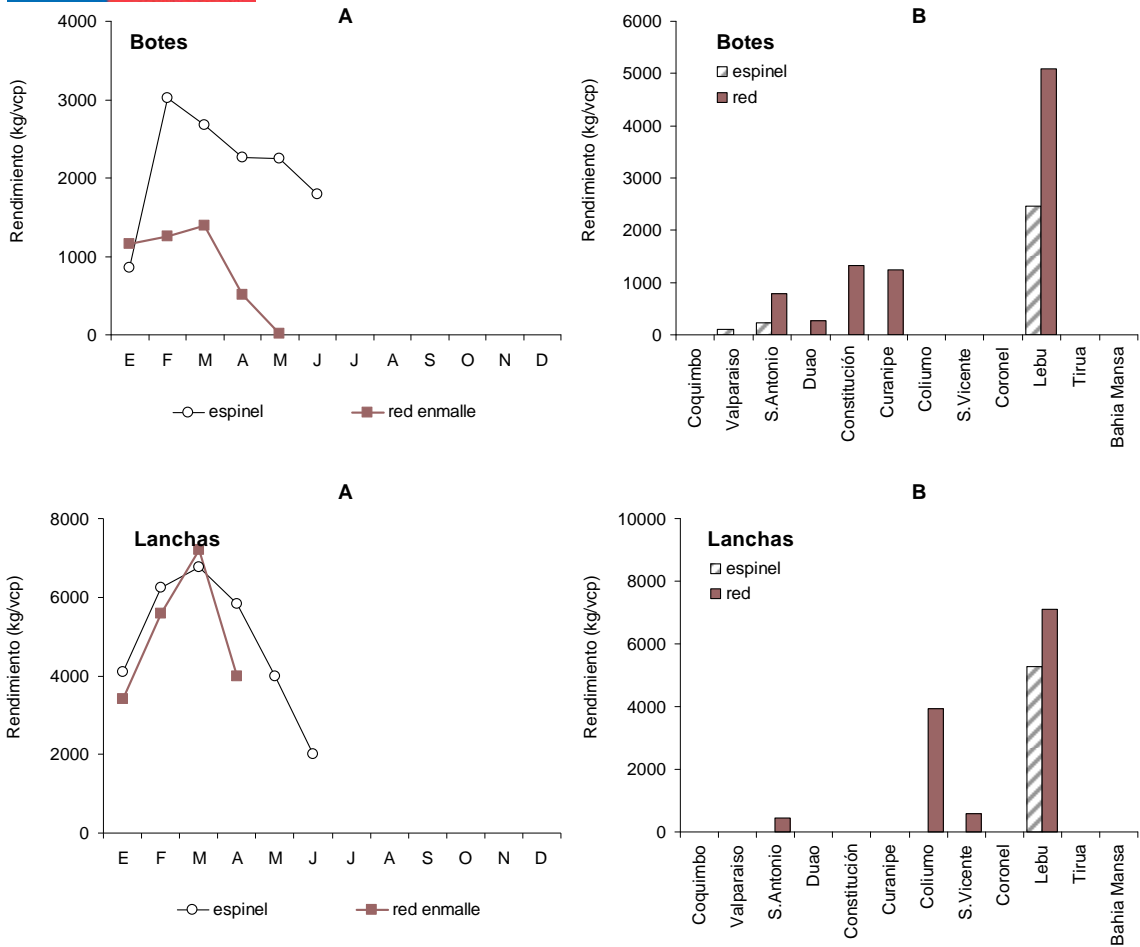 A
Botes
Rendimiento (kg/vcp)
4000
3000
2000
1000
0
E F M A M J J A S O N D
espinel red enmalle
B
Botes
espinel
red
Rendimiento (kg/vcp)
6000
5000
4000
3000
2000
1000
0
Coquimbo
Valparaiso
S.Antonio
Duao
Constitución
Curanipe
Coliumo
S.Vicente
Coronel
Lebu
Tirua
Bahia Mansa
A
Lanchas
Rendimiento (kg/vcp)
8000
6000
4000
2000
0
E F M A M J J A S O N D
espinel red enmalle
B
Lanchas
espinel
red
Rendimiento (kg/vcp)
10000
8000
6000
4000
2000
0
Coquimbo
Valparaiso
S.Antonio
Duao
Constitución
Curanipe
Coliumo
S.Vicente
Coronel
Lebu
Tirua
Bahia Mansa